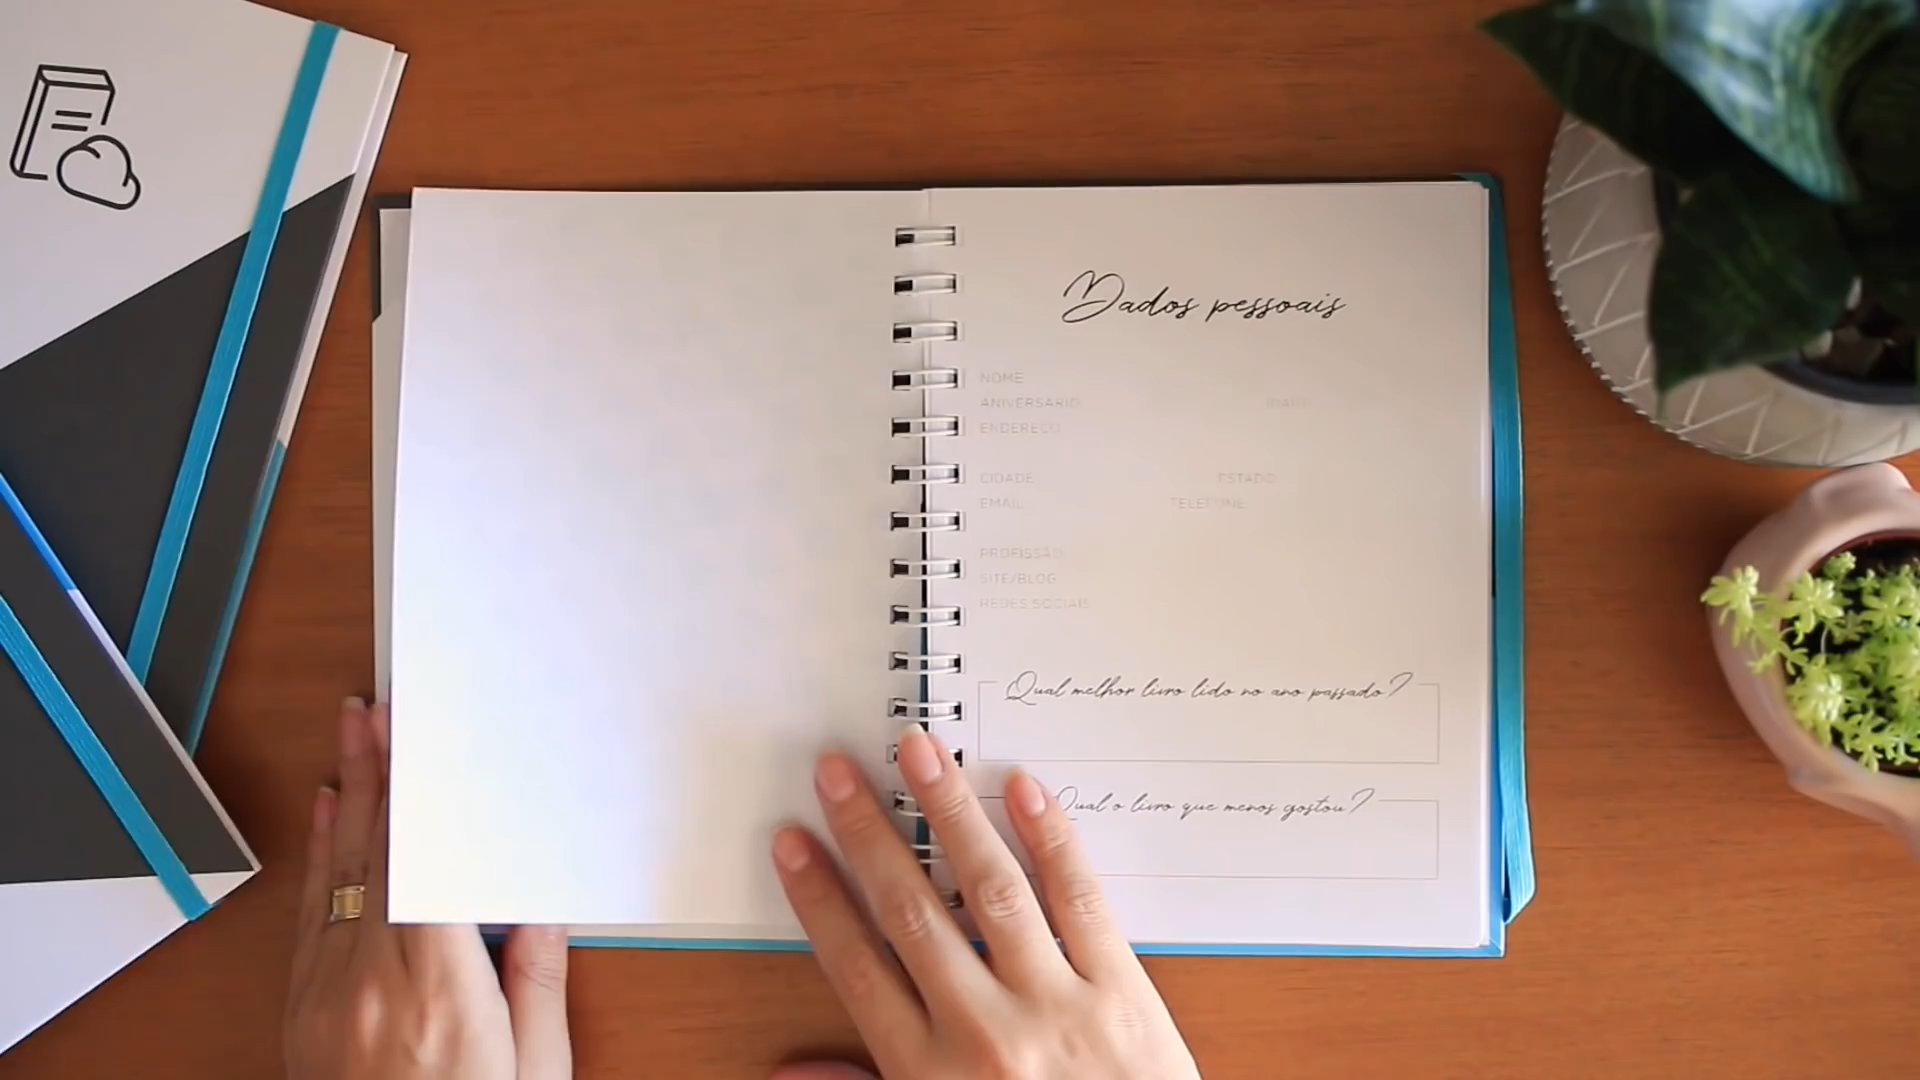 Dados pessoais
NOME
ANIVERSÁRIO IDADE
ENDEREÇO
CIDADE ESTADO
EMAIL TELEFONE
PROFISSÃO
SITE/BLOG
REDES SOCIAIS
Qual melhor livro lido no ano passado?
Qual o livro que menos gostou?